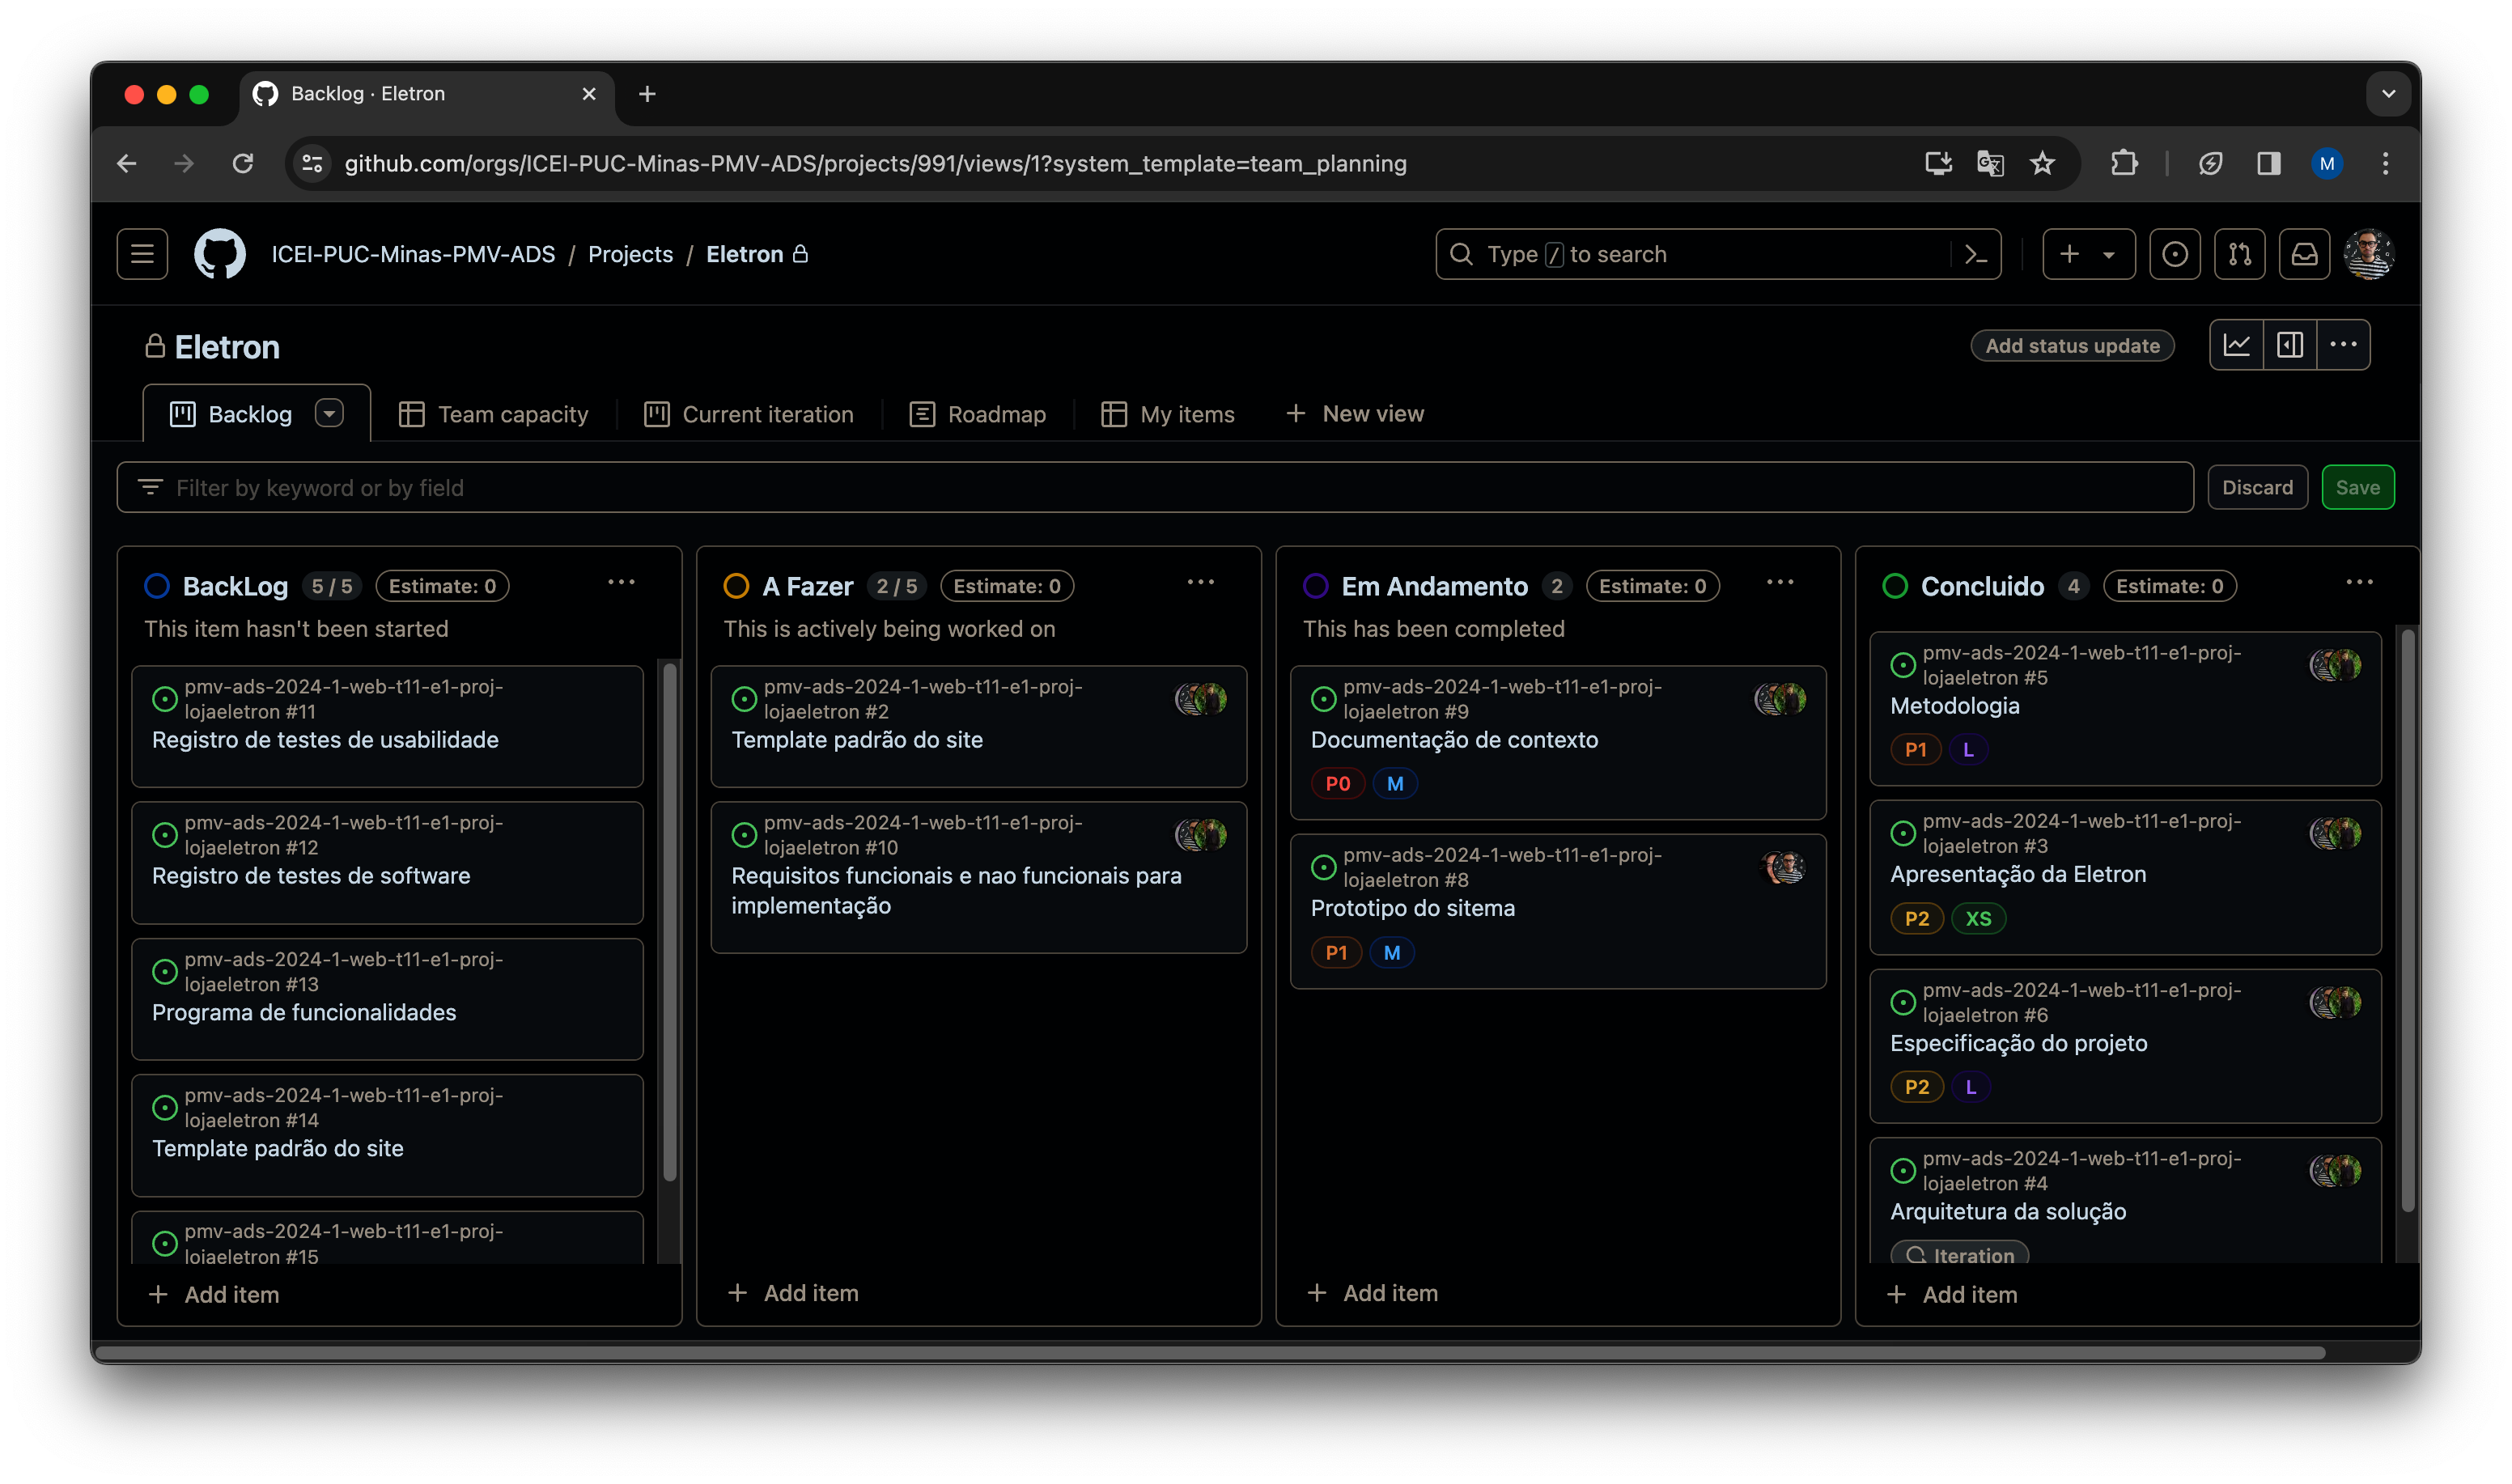 Backlog · Eletron
github.com/orgs/ICEI-PUC-Minas-PMV-ADS/projects/991/views/1?system_template=team_planning
M
ICEI-PUC-Minas-PMV-ADS / Projects / Eletron
Type / to search
Eletron
Add status update
Backlog
Team capacity
Current iteration
Roadmap
My items
New view
Filter by keyword or by field
Discard
Save
BackLog 5 / 5 Estimate: 0
This item hasn't been started
pmv-ads-2024-1-web-t11-e1-proj-
lojaeletron #11
Registro de testes de usabilidade
pmv-ads-2024-1-web-t11-e1-proj-
lojaeletron #12
Registro de testes de software
pmv-ads-2024-1-web-t11-e1-proj-
lojaeletron #13
Programa de funcionalidades
pmv-ads-2024-1-web-t11-e1-proj-
lojaeletron #14
Template padrão do site
pmv-ads-2024-1-web-t11-e1-proj-
lojaeletron #15
Add item
A Fazer 2 / 5 Estimate: 0
This is actively being worked on
pmv-ads-2024-1-web-t11-e1-proj-
lojaeletron #2
Template padrão do site
pmv-ads-2024-1-web-t11-e1-proj-
lojaeletron #10
Requisitos funcionais e nao funcionais para
implementação
Add item
Em Andamento 2 Estimate: 0
This has been completed
pmv-ads-2024-1-web-t11-e1-proj-
lojaeletron #9
Documentação de contexto
P0 M
pmv-ads-2024-1-web-t11-e1-proj-
lojaeletron #8
Prototipo do sitema
P1 M
Add item
Concluido 4 Estimate: 0
pmv-ads-2024-1-web-t11-e1-proj-
lojaeletron #5
Metodologia
P1 L
pmv-ads-2024-1-web-t11-e1-proj-
lojaeletron #3
Apresentação da Eletron
P2 XS
pmv-ads-2024-1-web-t11-e1-proj-
lojaeletron #6
Especificação do projeto
P2 L
pmv-ads-2024-1-web-t11-e1-proj-
lojaeletron #4
Arquitetura da solução
Iteration
Add item